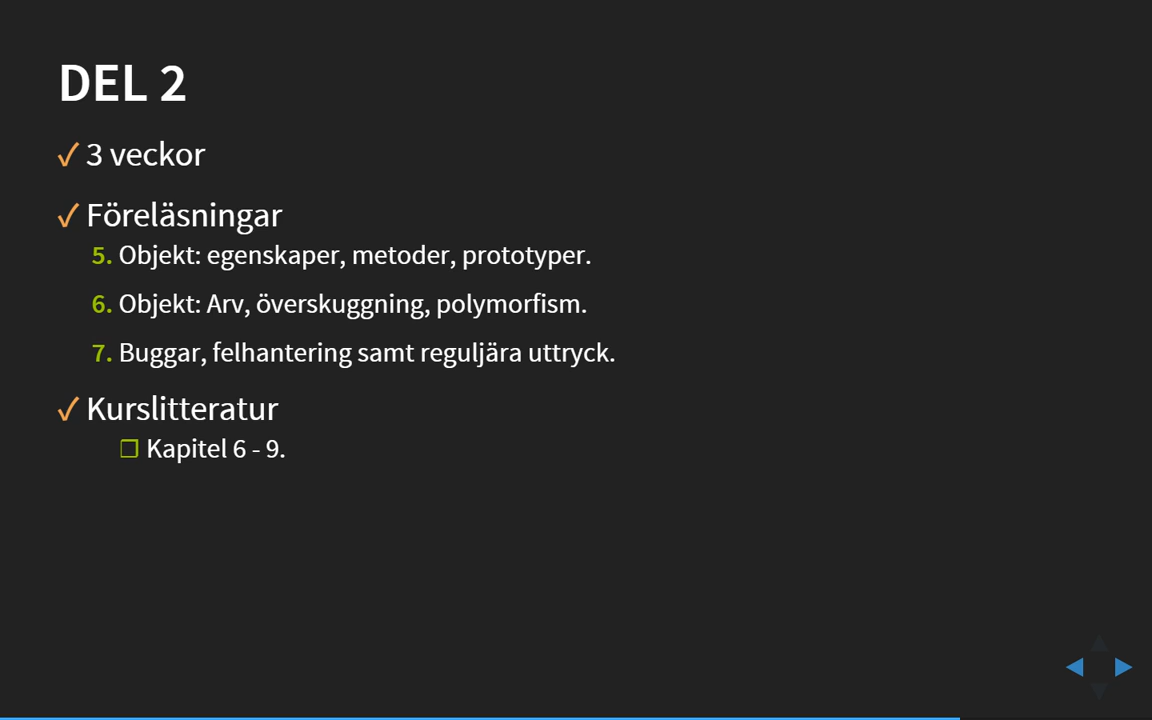 DEL 2
✓ 3 veckor
✓ Föreläsningar
5. Objekt: egenskaper, metoder, prototyper.
6. Objekt: Arv, överskuggning, polymorfism.
7. Buggar, felhantering samt reguljära uttryck.
✓ Kurslitteratur
❐ Kapitel 6 - 9.